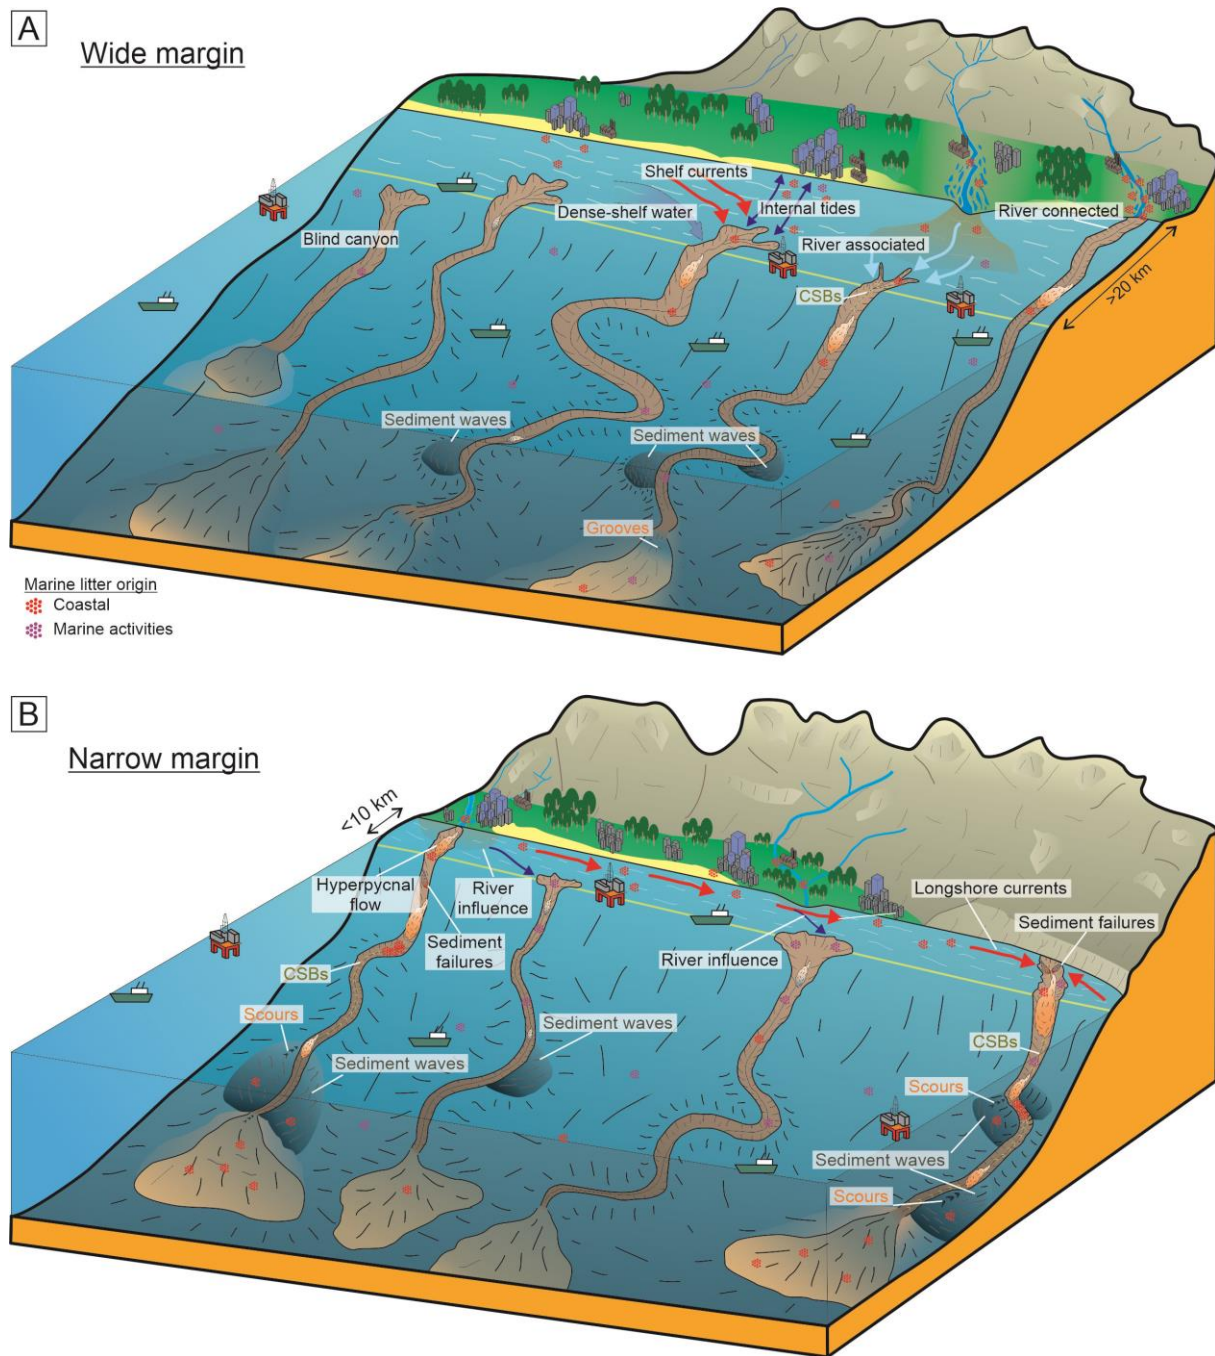 A
Wide margin
Shelf currents
Dense-shelf water
Internal tides
River connected
Blind canyon
River associated
>20 km
CSBs
Sediment waves
Sediment waves
Grooves
Marine litter origin
Coastal
Marine activities
B
Narrow margin
<10 km
Hyperpycnal
flow
River
influence
Longshore currents
Sediment failures
Sediment
failures
River influence
CSBs
Scours
Sediment waves
Sediment waves
CSBs
Scours
Sediment waves
Scours